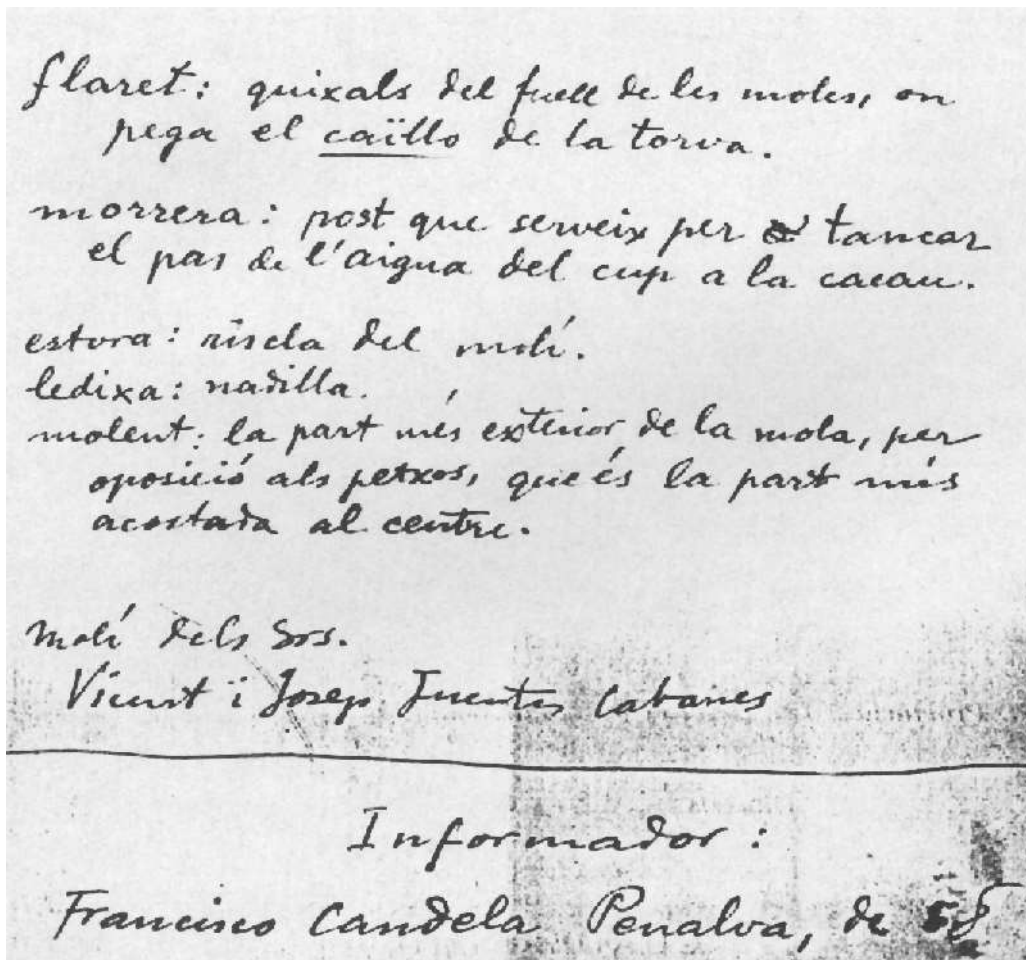 flaret: quixals del fuell de les moles, on
pega el caïllo de la torva.
morrera: post que serveix per tancar
el pas de l'aigua del cup a la cacau.
estora: riscla del molí.
ledixa: nadilla.
molent: la part més exterior, de la mola, per
oposició als petxos, que és la part més
acostada al centre.
Molí dels Srs.
Vicent i Josep Fuentes Cabanes
Informador:
Francisco Candela Penalva, de 58